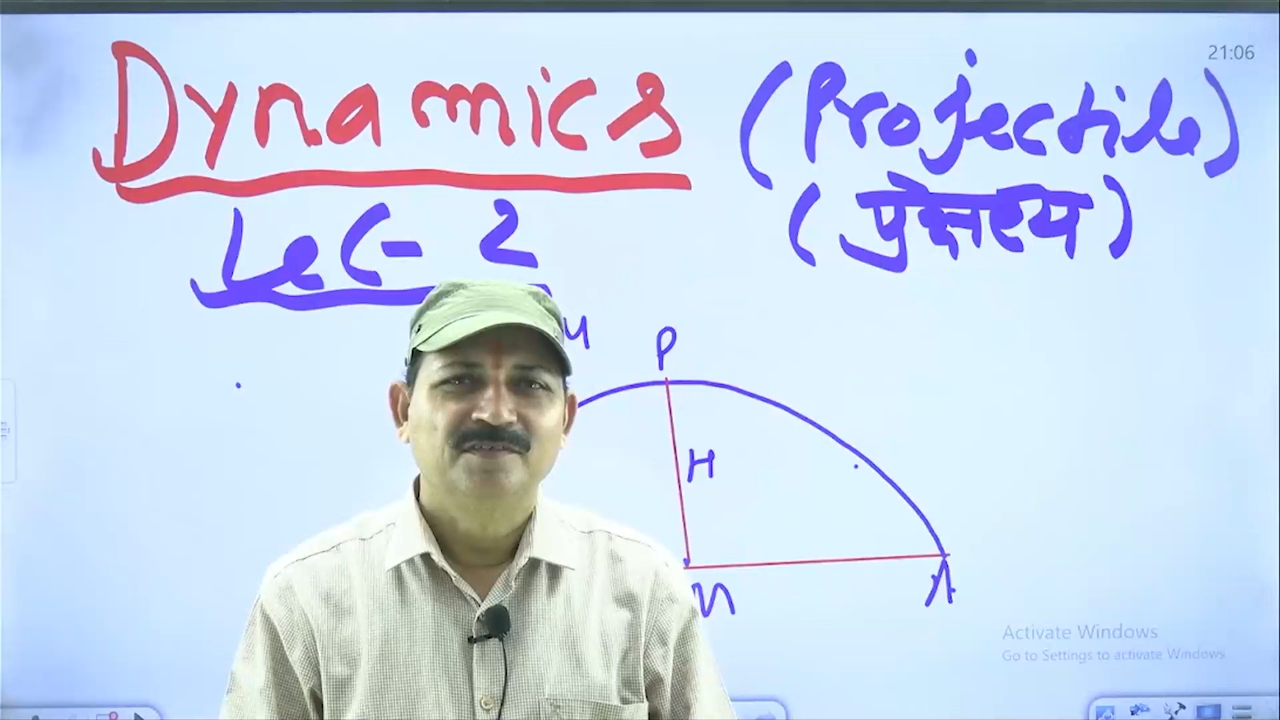 21:06
Dynamics (Projectile)
Lec-2 (प्रक्षेप्य)
u P
H
M A
Activate Windows
Go to Settings to activate Windows.